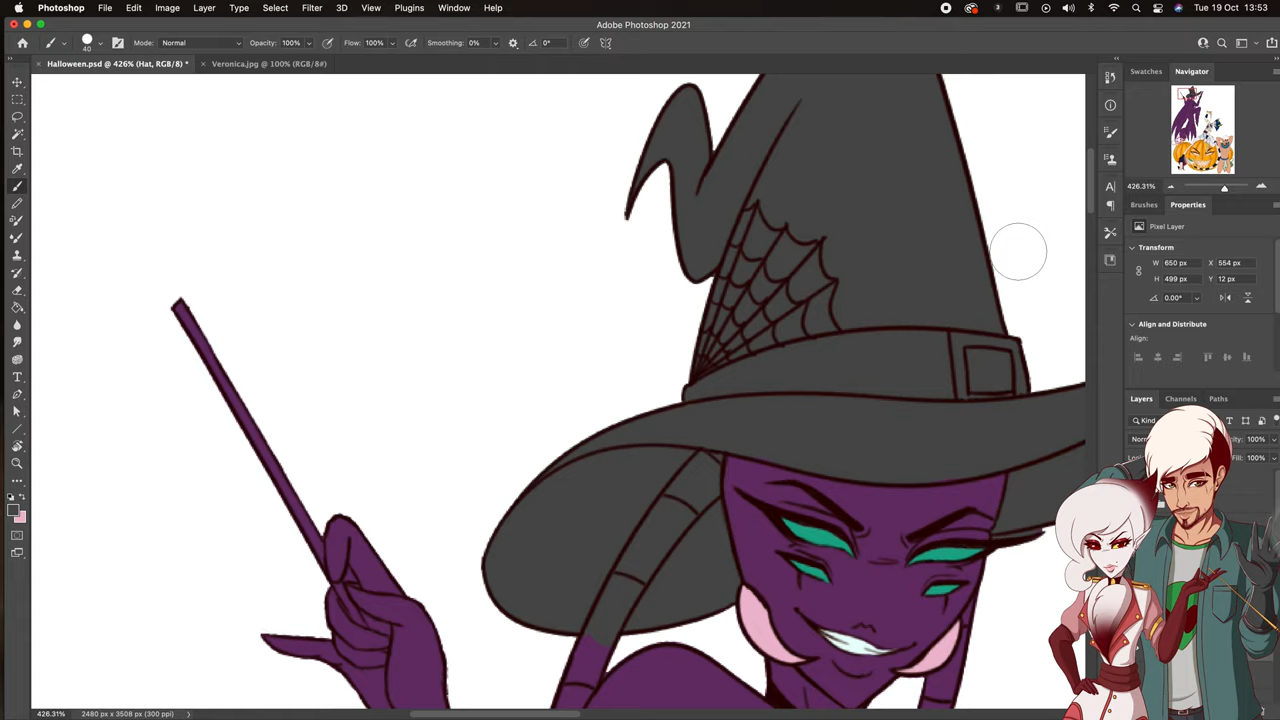 Photoshop File Edit Image Layer Type Select Filter 3D View Plugins Window Help 3 Tue 19 Oct 13:53
Adobe Photoshop 2021
40 Mode: Normal Opacity: 100% Flow: 100% Smoothing: 0% 0°
Halloween.psd @ 426% (Hat, RGB/8) * Veronica.jpg @ 100% (RGB/8#)
Swatches Navigator
426.31%
Brushes Properties
Pixel Layer
Transform
W 650 px X 554 px
H 499 px Y 12 px
0.00°
Align and Distribute
Align:
Layers Channels Paths
Kind
Norm 100%
Fill: 100%
426.31% 2480 px x 3508 px (300 ppi)